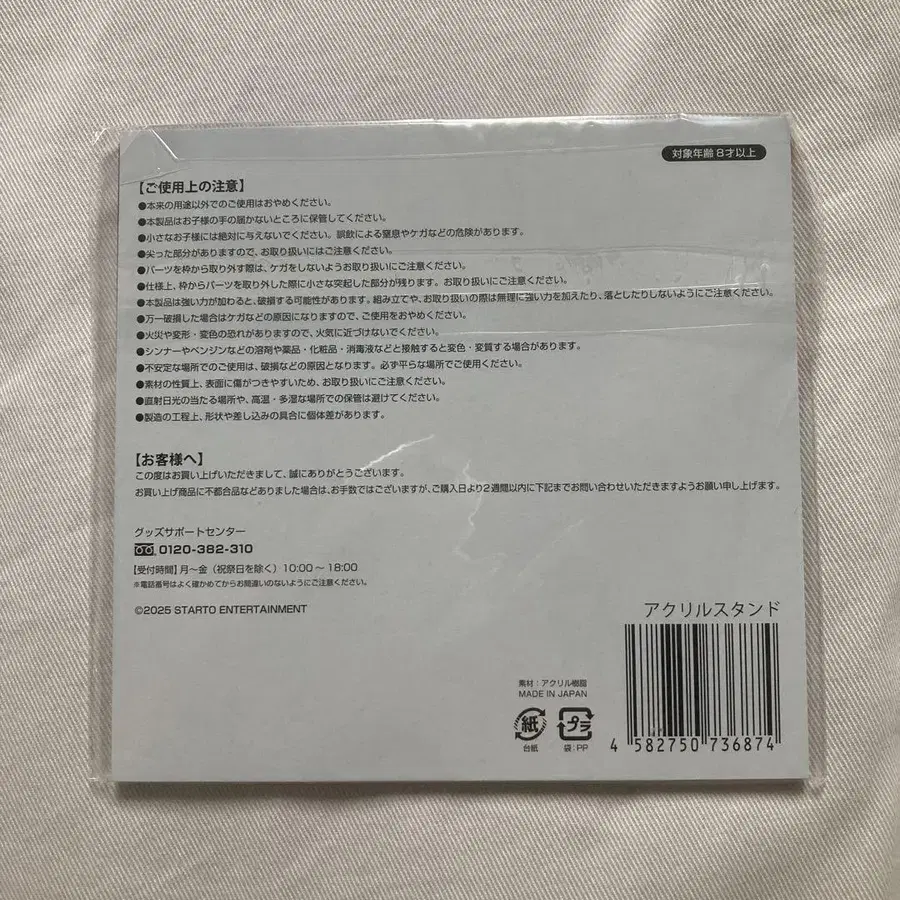 対象年齢 8才以上
【ご使用上の注意】
●本来の用途以外でのご使用はおやめください。
●本製品はお子様の手の届かないところに保管してください。
●小さなお子様には絶対に与えないでください。誤飲による窒息やケガなどの危険があります。
●尖った部分がありますので、お取り扱いにはご注意ください。
●パーツを枠から取り外す際は、ケガをしないようお取り扱いにご注意ください。
●仕様上、枠からパーツを取り外した際に小さな突起した部分が残ります。お取り扱いにご注意ください。
●本製品は強い力が加わると、破損する可能性があります。組み立てや、お取り扱いの際は無理に強い力を加えたり、落としたりしないようにご注意ください。
●万一破損した場合はケガなどの原因になりますので、ご使用をおやめください。
●火災や変形・変色の恐れがありますので、火気に近づけないでください。
●シンナーやベンジンなどの溶剤や薬品・化粧品・消毒液などと接触すると変色・変質する場合があります。
●不安定な場所でのご使用は、破損などの原因となります。必ず平らな場所でご使用ください。
●素材の性質上、表面に傷がつきやすいため、お取り扱いにご注意ください。
●直射日光の当たる場所や、高温・多湿な場所での保管は避けてください。
●製造の工程上、形状や差し込みの具合に個体差があります。
【お客様へ】
この度はお買い上げいただきまして、誠にありがとうございます。
お買い上げ商品に不都合品などありました場合は、お手数ではございますが、ご購入日より2週間以内に下記までお問い合わせいただきますようお願い申し上げます。
グッズサポートセンター
0120-382-310
【受付時間】月～金（祝祭日を除く）10:00～18:00
※電話番号はよく確かめてからお間違いのないようにご注意ください。
©2025 STARTO ENTERTAINMENT
アクリルスタンド
素材：アクリル樹脂
MADE IN JAPAN
紙 プラ
台紙 袋：PP
4 582750 736874